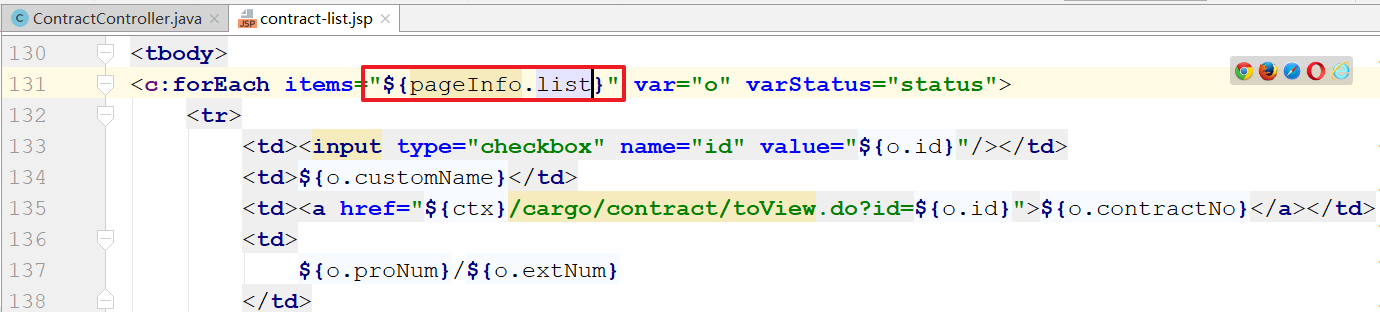 ContractController.java × contract-list.jsp ×
130 <tbody>
131 <c:forEach items="${pageInfo.list}" var="o" varStatus="status">
132 <tr>
133 <td><input type="checkbox" name="id" value="${o.id}"/></td>
134 <td>${o.customName}</td>
135 <td><a href="${ctx}/cargo/contract/toView.do?id=${o.id}">${o.contractNo}</a></td>
136 <td>
137 ${o.proNum}/${o.extNum}
138 </td>